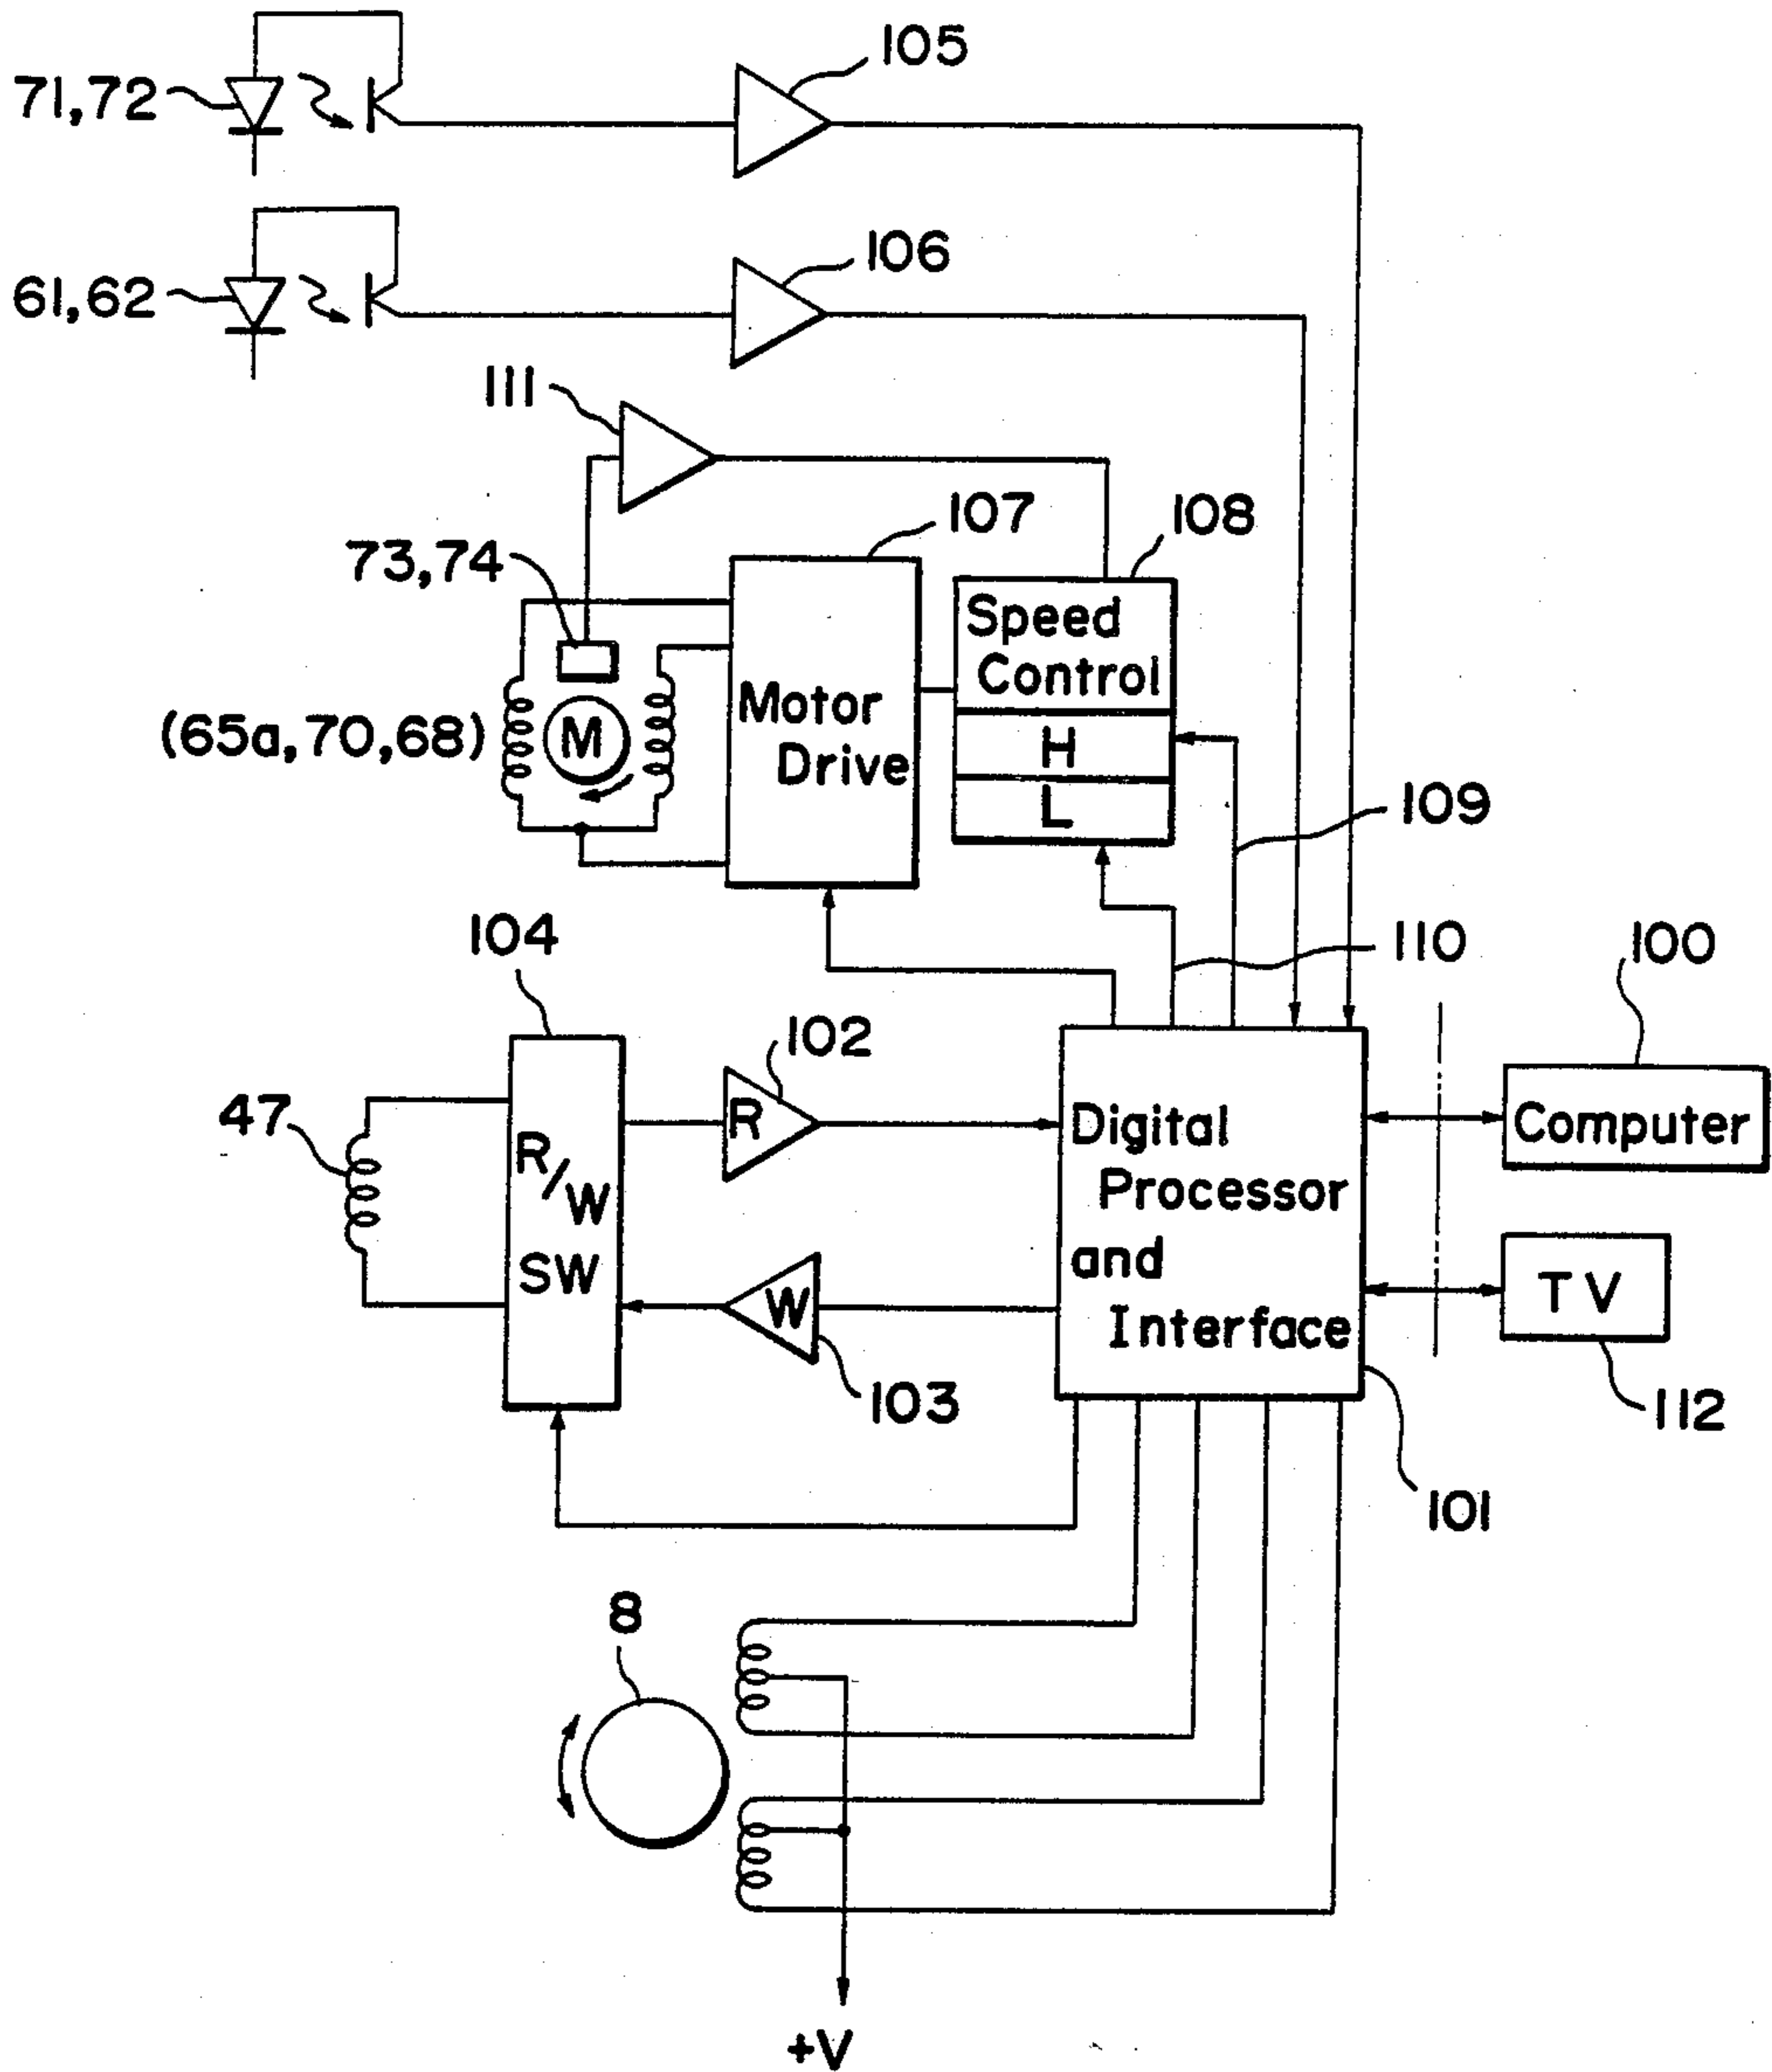 105
71,72
106
61,62
111
107
108
73,74
Speed
Control
(65a,70,68)
M
Motor
Drive
H
L
109
104
110
100
102
47
R
R/W
SW
Digital
Processor
and
Interface
Computer
W
TV
103
112
101
8
+V